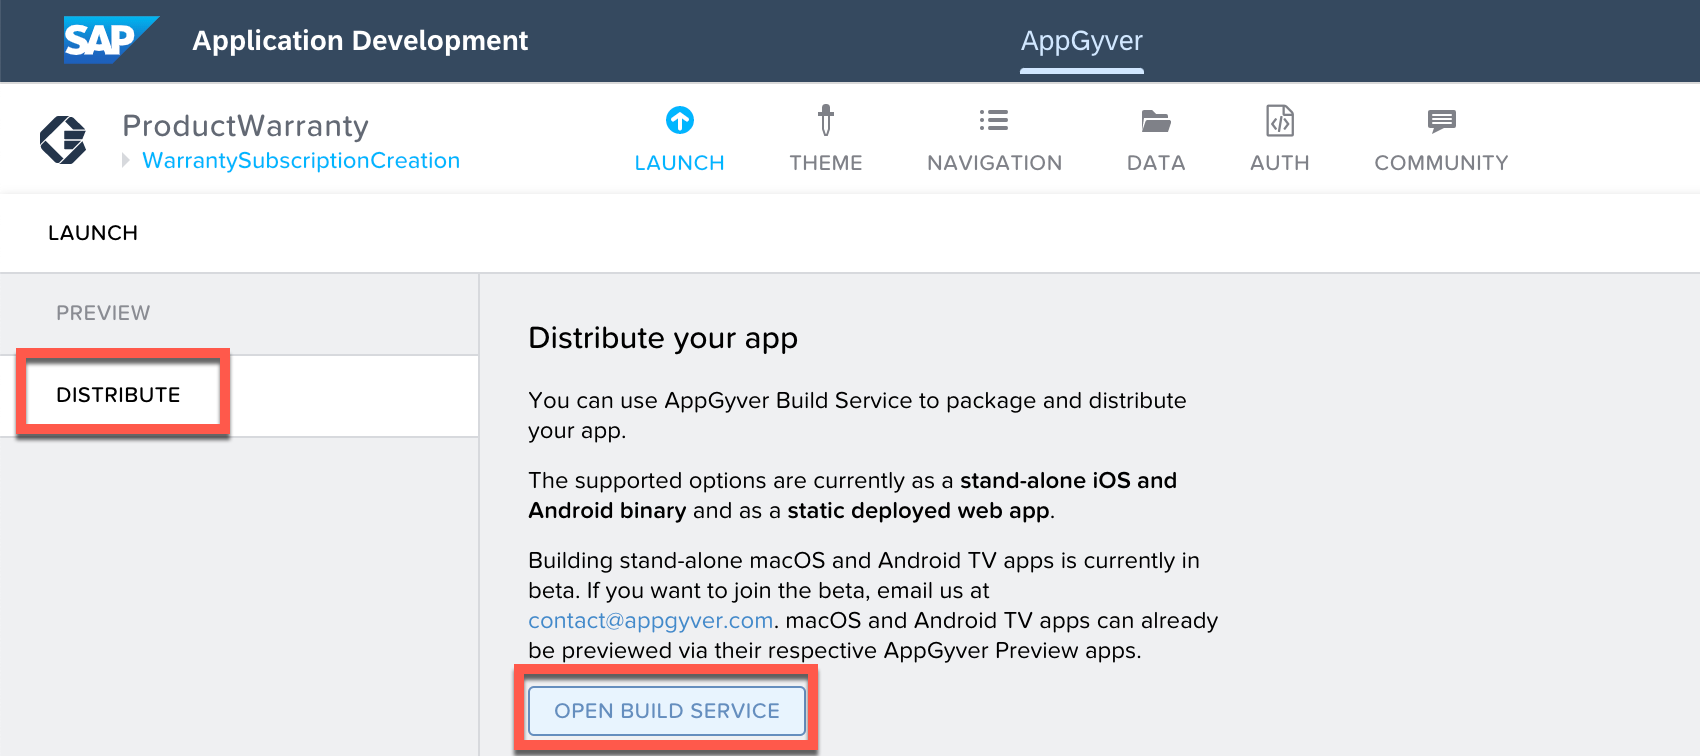 SAP Application Development AppGyver
ProductWarranty
WarrantySubscriptionCreation
LAUNCH THEME NAVIGATION DATA AUTH COMMUNITY
LAUNCH
PREVIEW
DISTRIBUTE
Distribute your app
You can use AppGyver Build Service to package and distribute
your app.
The supported options are currently as a stand-alone iOS and
Android binary and as a static deployed web app.
Building stand-alone macOS and Android TV apps is currently in
beta. If you want to join the beta, email us at
contact@appgyver.com. macOS and Android TV apps can already
be previewed via their respective AppGyver Preview apps.
OPEN BUILD SERVICE